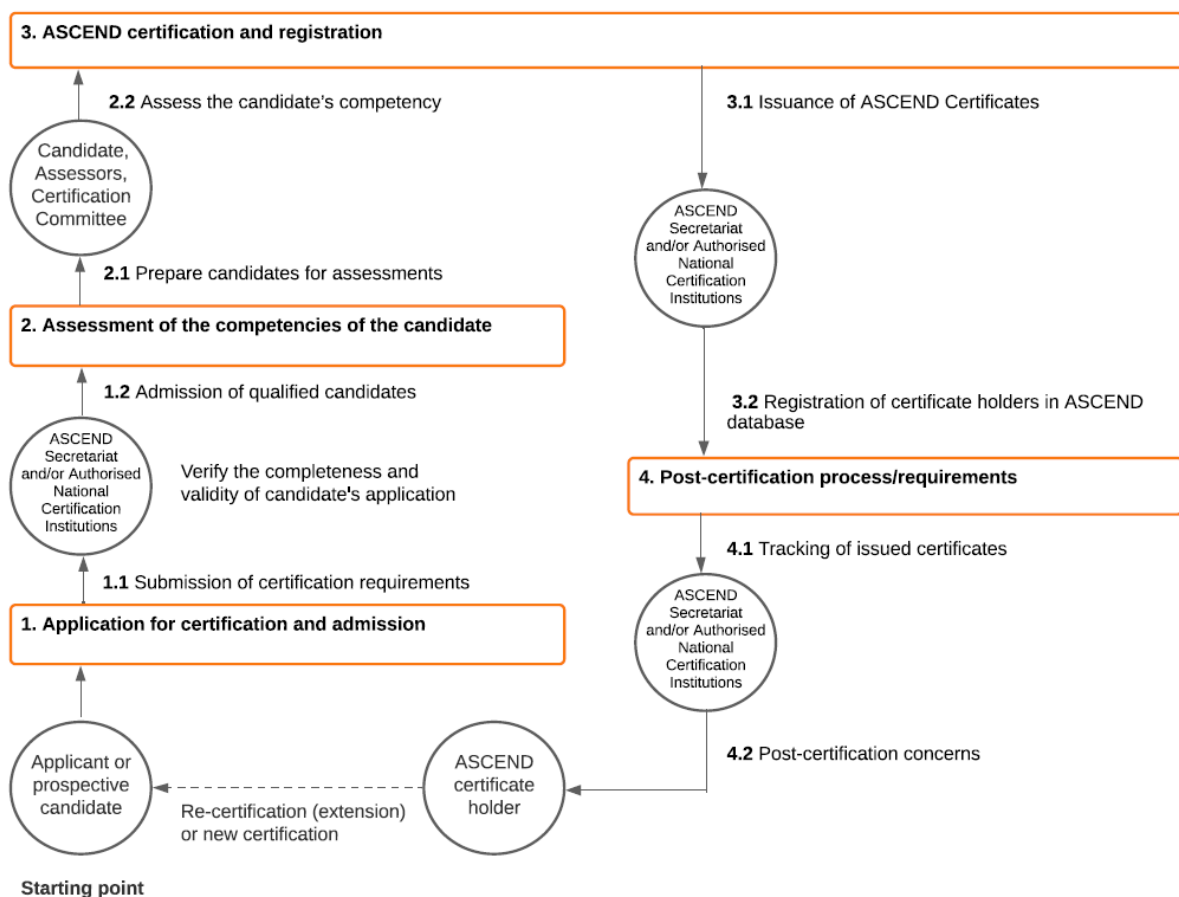 3. ASCEND certification and registration
2.2 Assess the candidate's competency
Candidate,
Assessors,
Certification
Committee
2.1 Prepare candidates for assessments
2. Assessment of the competencies of the candidate
1.2 Admission of qualified candidates
ASCEND
Secretariat
and/or Authorised
National
Certification
Institutions
Verify the completeness and
validity of candidate's application
1.1 Submission of certification requirements
1. Application for certification and admission
Applicant or
prospective
candidate
Starting point
3.1 Issuance of ASCEND Certificates
ASCEND
Secretariat
and/or Authorised
National
Certification
Institutions
3.2 Registration of certificate holders in ASCEND
database
4. Post-certification process/requirements
4.1 Tracking of issued certificates
ASCEND
Secretariat
and/or Authorised
National
Certification
Institutions
4.2 Post-certification concerns
ASCEND
certificate
holder
Re-certification (extension)
or new certification